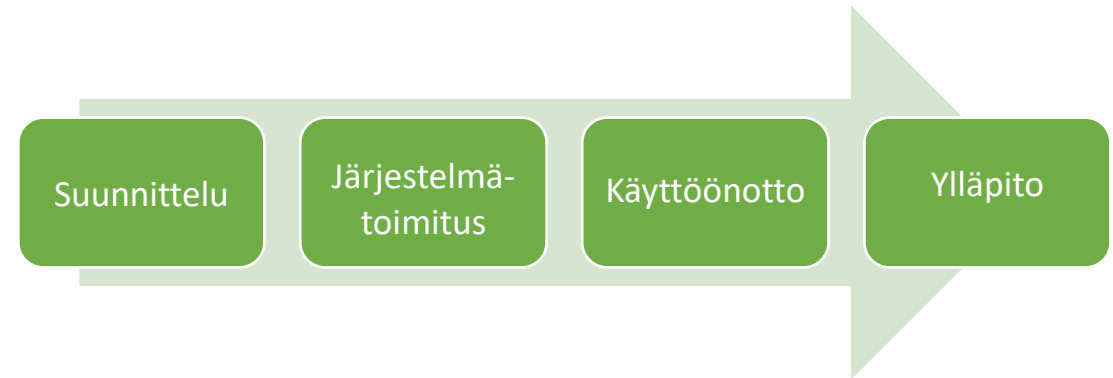 Suunnittelu
Järjestelmä-
toimitus
Käyttöönotto
Ylläpito